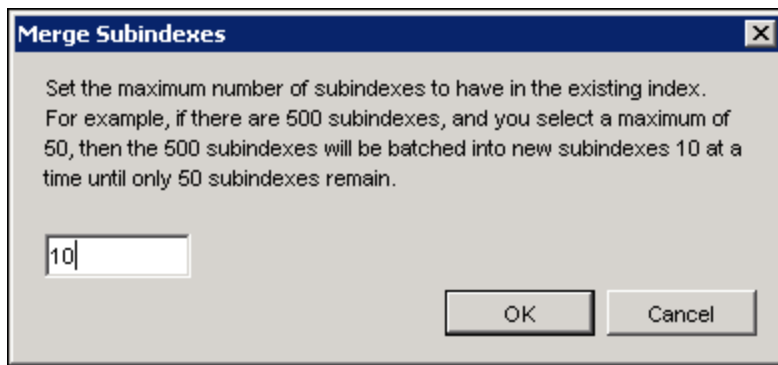 Merge Subindexes
Set the maximum number of subindexes to have in the existing index.
For example, if there are 500 subindexes, and you select a maximum of
50, then the 500 subindexes will be batched into new subindexes 10 at a
time until only 50 subindexes remain.
10
OK Cancel